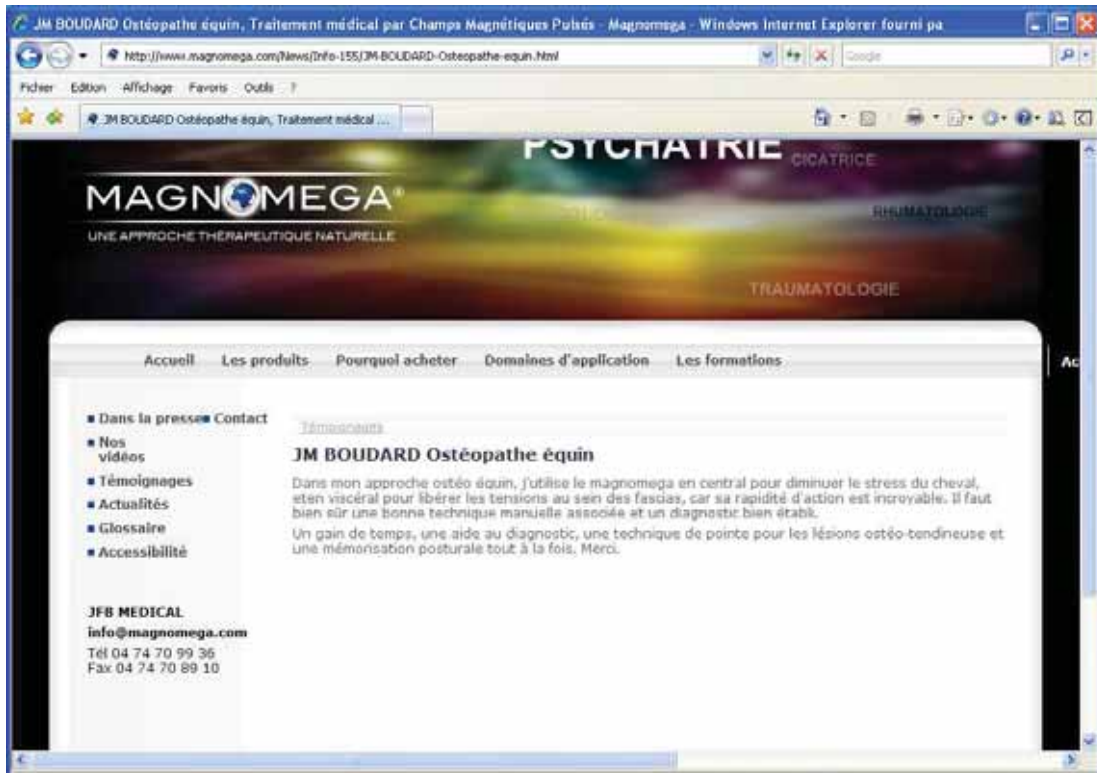 JM BOUDARD Ostéopathe équin, Traitement médical par Champs Magnétiques Pulsés - Magnomega - Windows Internet Explorer fourni pa
http://www.magnomega.com/News/Info-155/JM-BOUDARD-Osteopathe-equin.html
Google
Fichier Edition Affichage Favoris Outils ?
JM BOUDARD Ostéopathe équin, Traitement médical ...
PSYCHATRIE
CICATRICE
MAGNOMEGA®
RHUMATOLOGIE
UNE APPROCHE THÉRAPEUTIQUE NATURELLE
TRAUMATOLOGIE
Accueil Les produits Pourquoi acheter Domaines d'application Les formations
Ac
Dans la presse Contact
Nos
vidéos
Témoignages
Actualités
Glossaire
Accessibilité
Témoignages
JM BOUDARD Ostéopathe équin
Dans mon approche ostéo équin, j'utilise le magnomega en central pour diminuer le stress du cheval,
eten viscéral pour libérer les tensions au sein des fascias, car sa rapidité d'action est incroyable. Il faut
bien sûr une bonne technique manuelle associée et un diagnostic bien établi.
Un gain de temps, une aide au diagnostic, une technique de pointe pour les lésions ostéo-tendineuse et
une mémorisation posturale tout à la fois. Merci.
JFB MEDICAL
info@magnomega.com
Tél 04 74 70 99 36
Fax 04 74 70 89 10